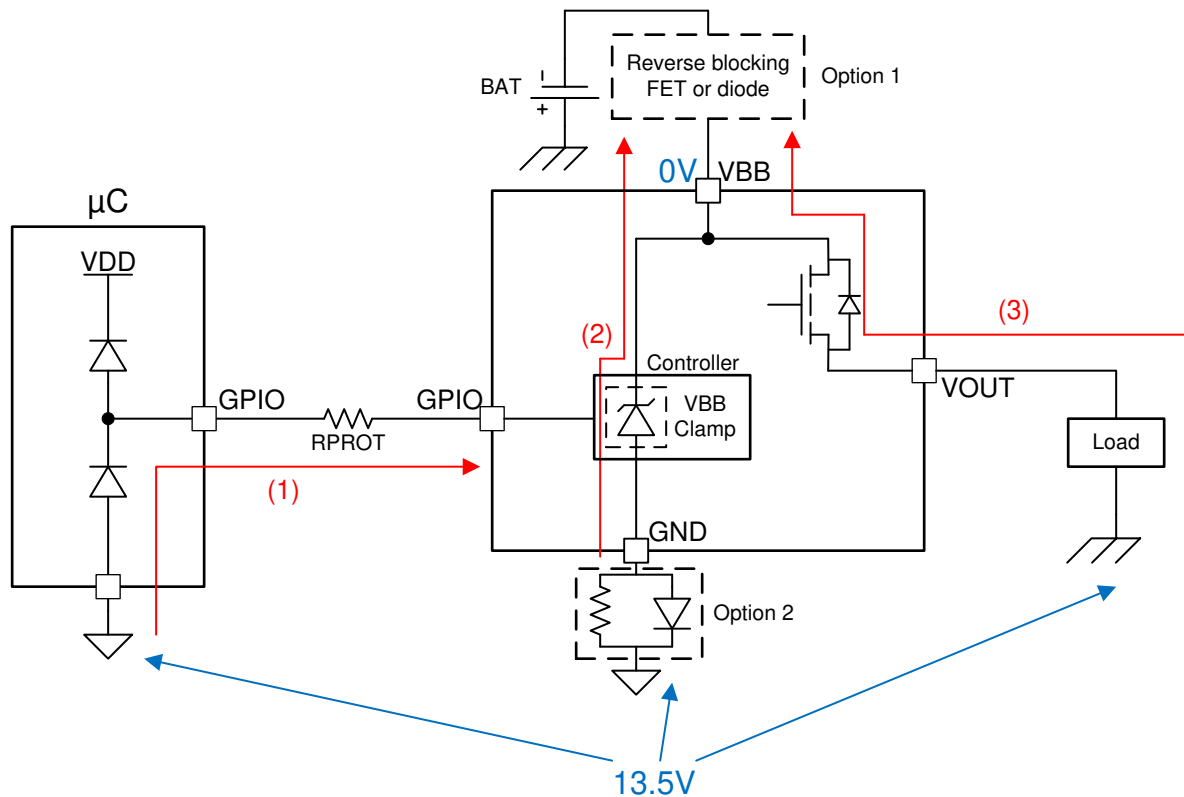 Reverse blocking
FET or diode
Option 1
BAT
-
+
0V
VBB
µC
VDD
(2)
(3)
Controller
VBB
Clamp
VOUT
GPIO
RPROT
GPIO
(1)
Load
GND
Option 2
13.5V